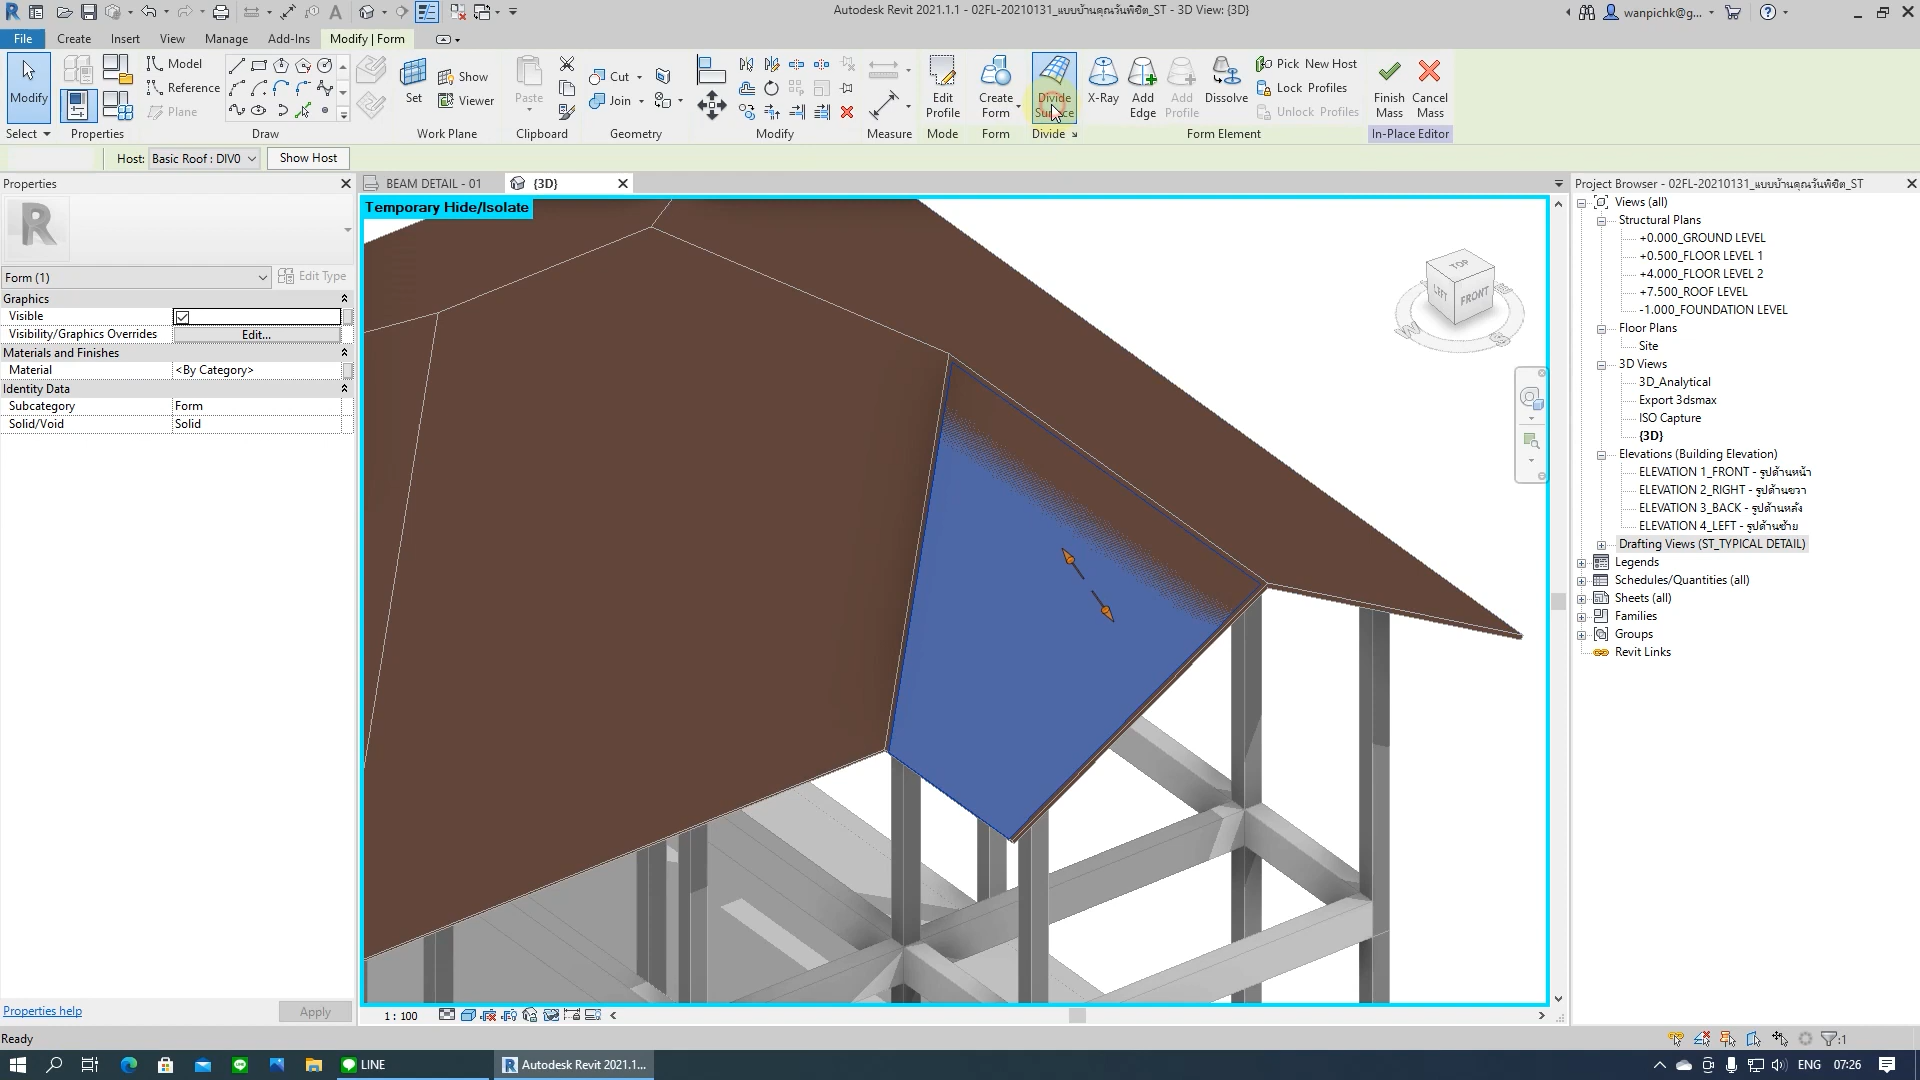 Autodesk Revit 2021.1.1 - 02FL-20210131_แบบบ้านคุณวันพิชิต_ST - 3D View: {3D}
wanpichk@g...
File Create Insert View Manage Add-Ins Modify | Form
Modify
Select
Properties
Model
Reference
Plane
Draw
Set
Show
Viewer
Work Plane
Paste
Clipboard
Cut
Join
Geometry
Modify
Measure
Edit Profile
Mode
Create Form
Form
Divide Surface
Divide
X-Ray
Add Edge
Add Profile
Dissolve
Pick New Host
Lock Profiles
Unlock Profiles
Form Element
Finish Mass
Cancel Mass
In-Place Editor
Host: Basic Roof : DIV0 Show Host
Properties
Form (1)
Edit Type
Graphics
Visible
Visibility/Graphics Overrides Edit...
Materials and Finishes
Material <By Category>
Identity Data
Subcategory Form
Solid/Void Solid
Properties help
Apply
BEAM DETAIL - 01
{3D}
Temporary Hide/Isolate
TOP
LEFT
FRONT
W
1 : 100
Project Browser - 02FL-20210131_แบบบ้านคุณวันพิชิต_ST
Views (all)
Structural Plans
+0.000_GROUND LEVEL
+0.500_FLOOR LEVEL 1
+4.000_FLOOR LEVEL 2
+7.500_ROOF LEVEL
-1.000_FOUNDATION LEVEL
Floor Plans
Site
3D Views
3D_Analytical
Export 3dsmax
ISO Capture
{3D}
Elevations (Building Elevation)
ELEVATION 1_FRONT - รูปด้านหน้า
ELEVATION 2_RIGHT - รูปด้านขวา
ELEVATION 3_BACK - รูปด้านหลัง
ELEVATION 4_LEFT - รูปด้านซ้าย
Drafting Views (ST_TYPICAL DETAIL)
Legends
Schedules/Quantities (all)
Sheets (all)
Families
Groups
Revit Links
Ready
:1
LINE
Autodesk Revit 2021.1...
ENG
07:26